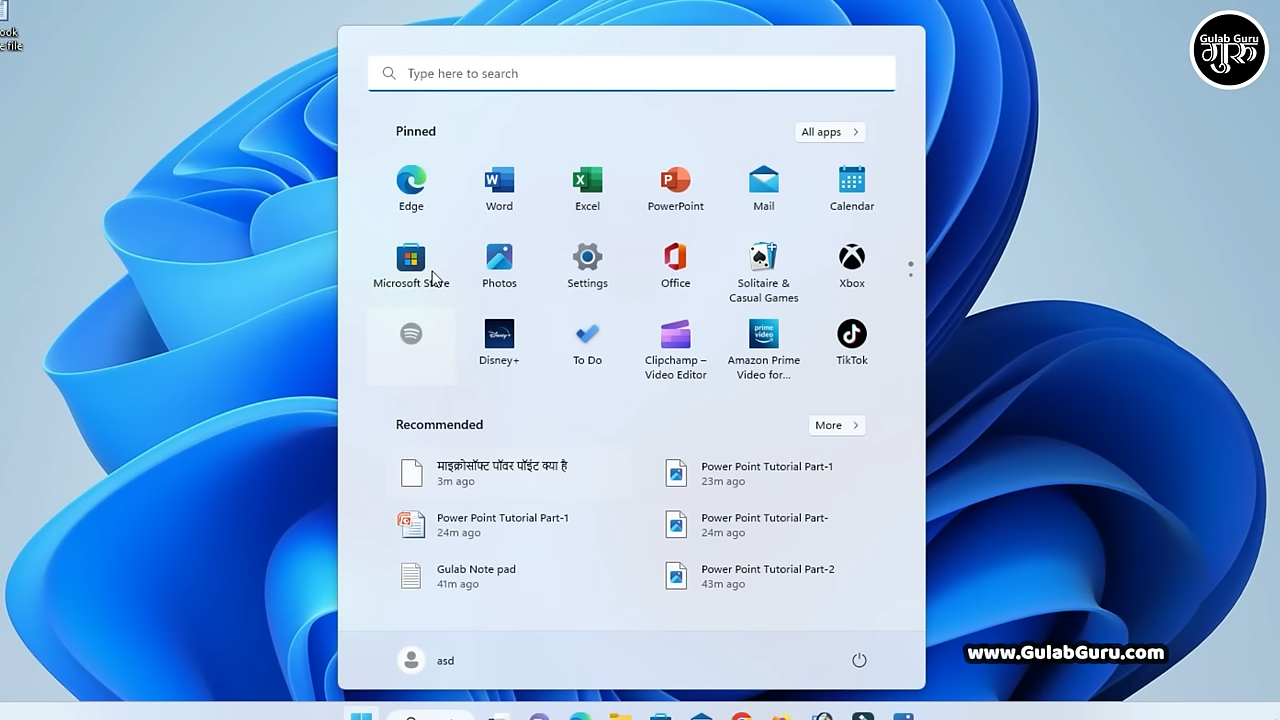 ook
e file
Gulab Guru
गुरु
Type here to search
Pinned
All apps
Edge
Word
Excel
PowerPoint
Mail
Calendar
Microsoft Store
Photos
Settings
Office
Solitaire &
Casual Games
Xbox
Disney+
To Do
Clipchamp –
Video Editor
prime
video
Amazon Prime
Video for...
TikTok
Recommended
More
माइक्रोसॉफ्ट पॉवर पॉइंट क्या है
3m ago
Power Point Tutorial Part-1
23m ago
Power Point Tutorial Part-1
24m ago
Power Point Tutorial Part-
24m ago
Gulab Note pad
41m ago
Power Point Tutorial Part-2
43m ago
asd
www.GulabGuru.com